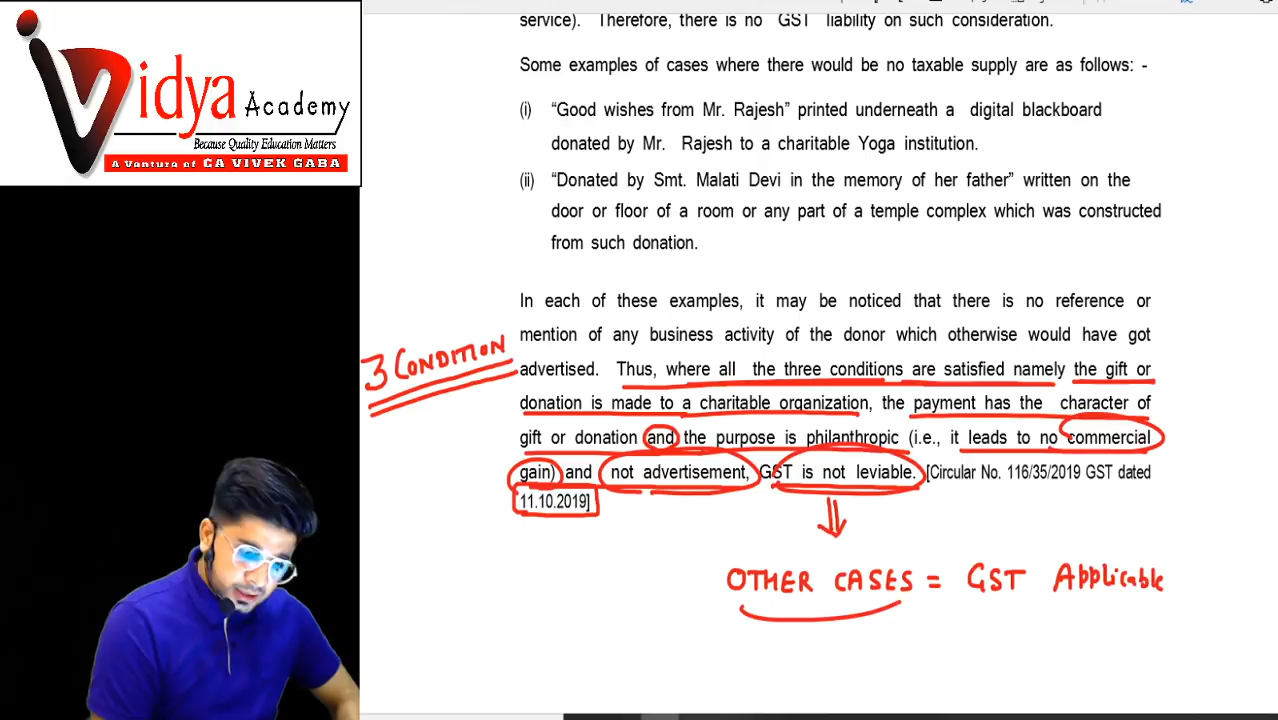 Vidya
Academy
Because Quality Education Matters
A Vantura of CA VIVEK GABA
service). Therefore, there is no GST liability on such consideration.
Some examples of cases where there would be no taxable supply are as follows: -
(i) “Good wishes from Mr. Rajesh” printed underneath a digital blackboard
donated by Mr. Rajesh to a charitable Yoga institution.
(ii) “Donated by Smt. Malati Devi in the memory of her father” written on the
door or floor of a room or any part of a temple complex which was constructed
from such donation.
In each of these examples, it may be noticed that there is no reference or
mention of any business activity of the donor which otherwise would have got
3 CONDITION
advertised. Thus, where all the three conditions are satisfied namely the gift or
donation is made to a charitable organization, the payment has the character of
gift or donation and the purpose is philanthropic (i.e., it leads to no commercial
gain) and not advertisement, GST is not leviable. [Circular No. 116/35/2019 GST dated
11.10.2019]
OTHER CASES = GST Applicable